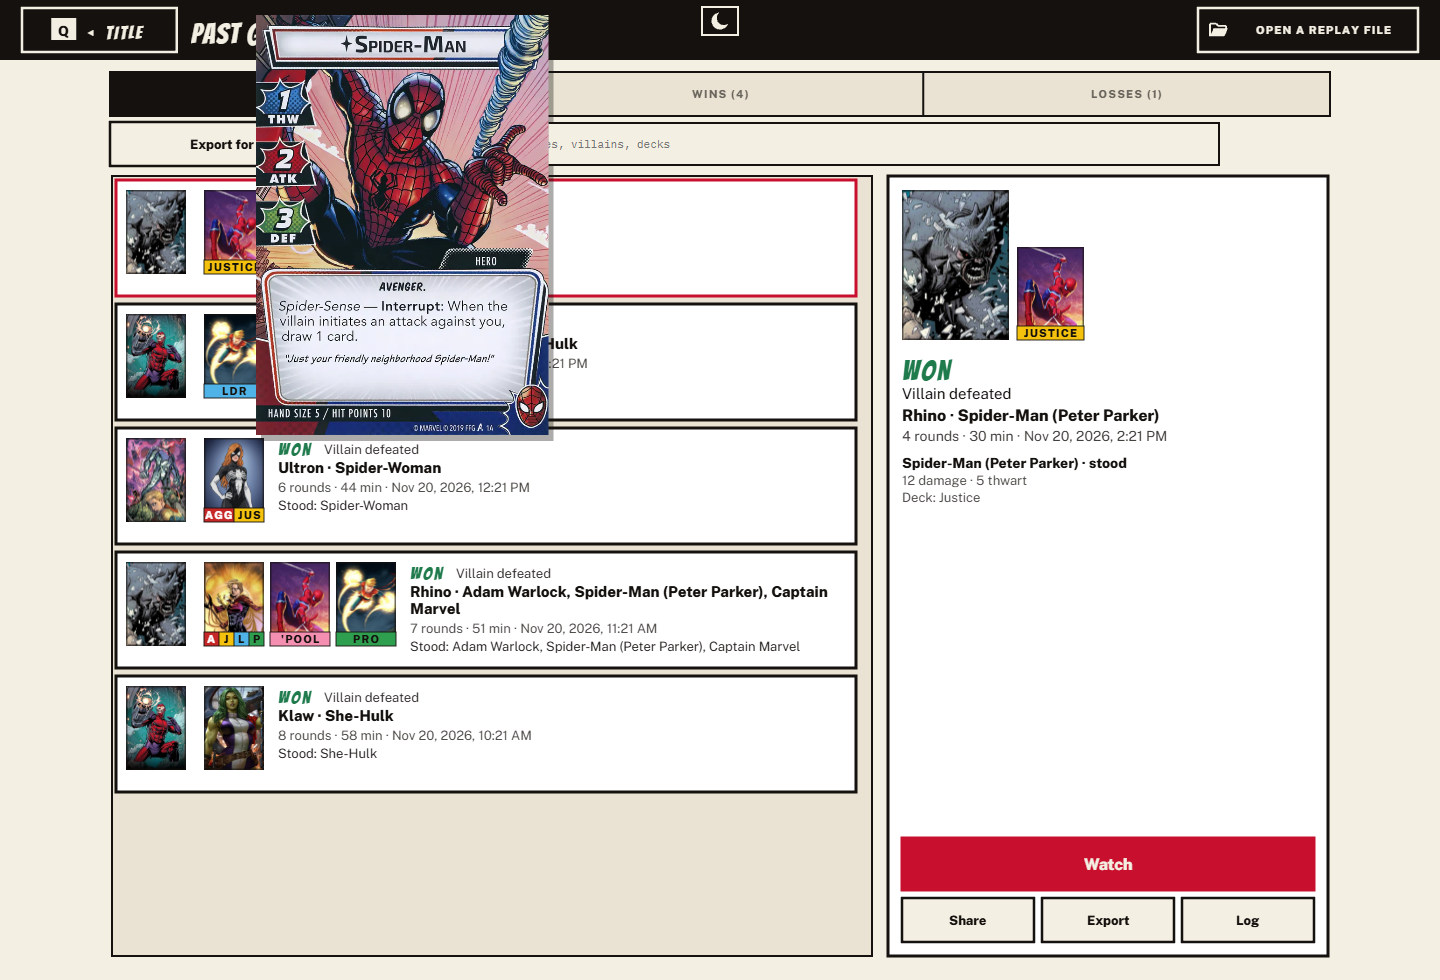 Q ◂ TITLE
PAST G
OPEN A REPLAY FILE
WINS (4)
LOSSES (1)
Export for
es, villains, decks
Spider-Man
1
THW
2
ATK
3
DEF
HERO
AVENGER.
Spider-Sense — Interrupt: When the
villain initiates an attack against you,
draw 1 card.
"Just your friendly neighborhood Spider-Man!"
HAND SIZE 5 / HIT POINTS 10
© MARVEL © 2019 FFG 1A
JUSTICE
LDR
Hulk
:21 PM
AGG JUS
WON Villain defeated
Ultron · Spider-Woman
6 rounds · 44 min · Nov 20, 2026, 12:21 PM
Stood: Spider-Woman
A J L P
'POOL
PRO
WON Villain defeated
Rhino · Adam Warlock, Spider-Man (Peter Parker), Captain
Marvel
7 rounds · 51 min · Nov 20, 2026, 11:21 AM
Stood: Adam Warlock, Spider-Man (Peter Parker), Captain Marvel
WON Villain defeated
Klaw · She-Hulk
8 rounds · 58 min · Nov 20, 2026, 10:21 AM
Stood: She-Hulk
JUSTICE
WON
Villain defeated
Rhino · Spider-Man (Peter Parker)
4 rounds · 30 min · Nov 20, 2026, 2:21 PM
Spider-Man (Peter Parker) · stood
12 damage · 5 thwart
Deck: Justice
Watch
Share
Export
Log